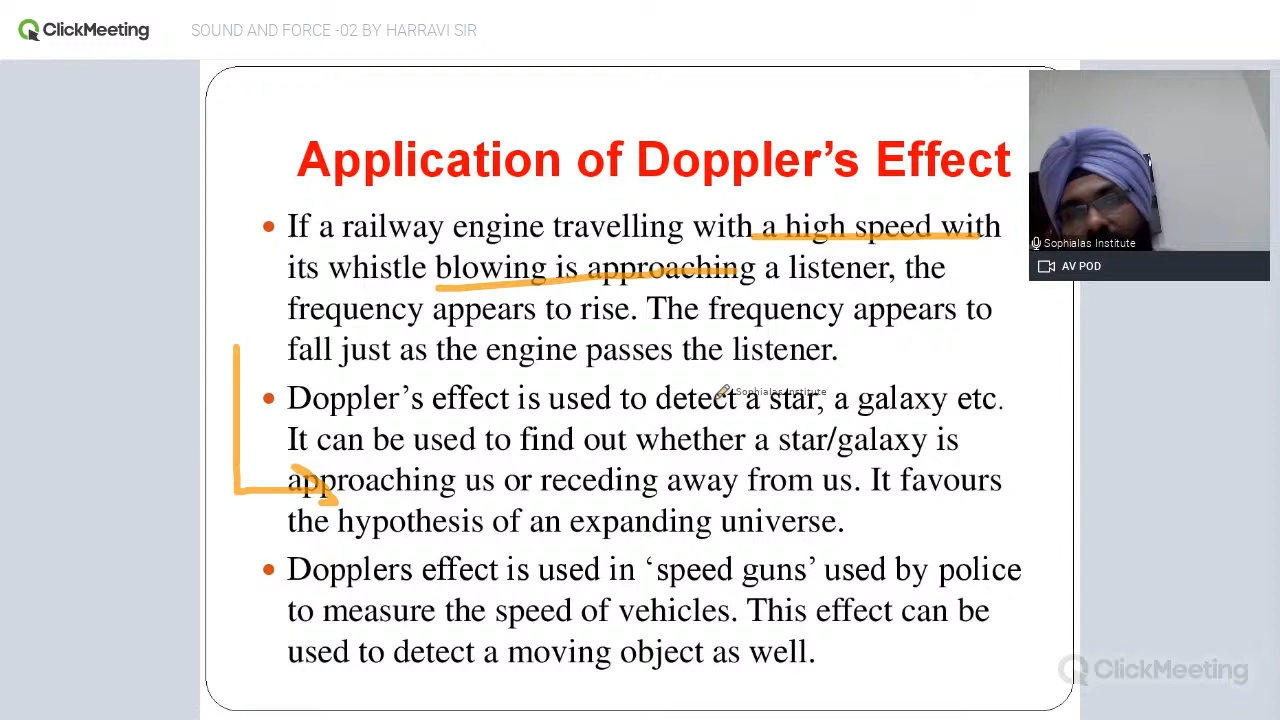 ClickMeeting
SOUND AND FORCE -02 BY HARRAVI SIR
Application of Doppler’s Effect
• If a railway engine travelling with a high speed with
its whistle blowing is approaching a listener, the
frequency appears to rise. The frequency appears to
fall just as the engine passes the listener.
• Doppler’s effect is used to detect a star, a galaxy etc.
It can be used to find out whether a star/galaxy is
approaching us or receding away from us. It favours
the hypothesis of an expanding universe.
• Dopplers effect is used in ‘speed guns’ used by police
to measure the speed of vehicles. This effect can be
used to detect a moving object as well.
Sophialas Institute
Sophialas Institute
AV POD
ClickMeeting